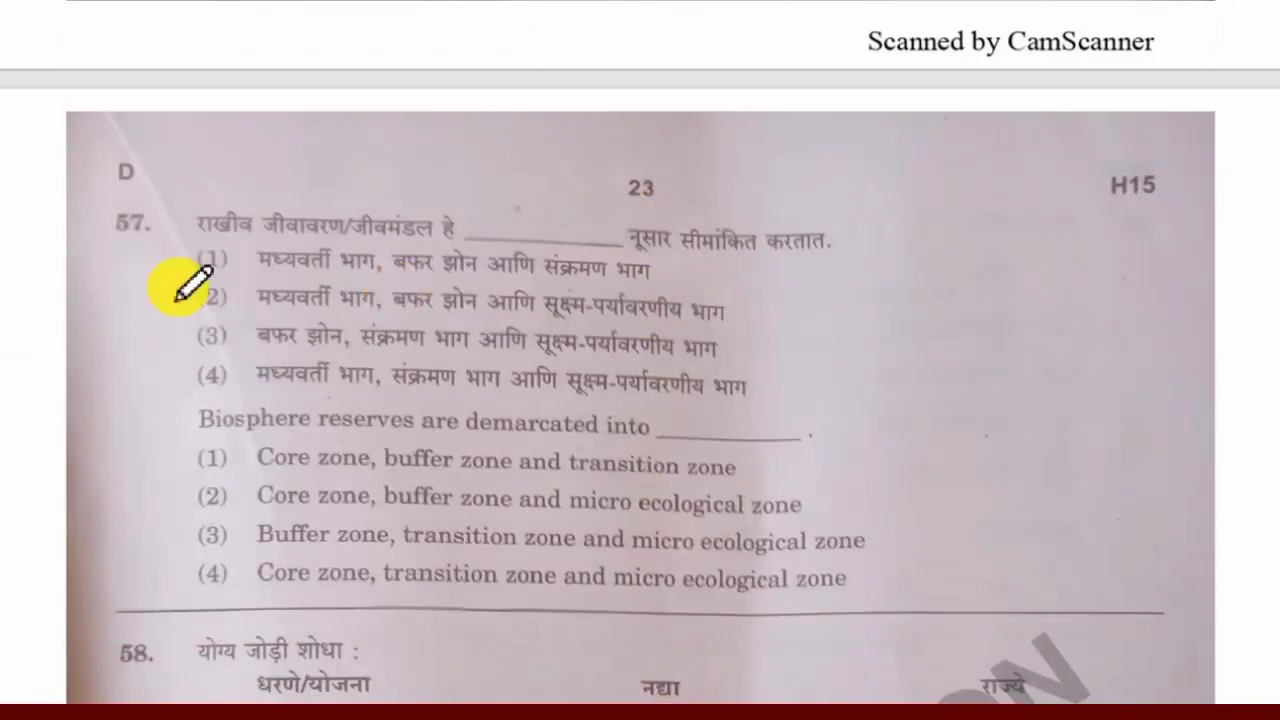 Scanned by CamScanner
D 23 H15
57. राखीव जीवावरण/जीवमंडल हे __________ नूसार सीमांकित करतात.
(1) मध्यवर्ती भाग, बफर झोन आणि संक्रमण भाग
(2) मध्यवर्ती भाग, बफर झोन आणि सूक्ष्म-पर्यावरणीय भाग
(3) बफर झोन, संक्रमण भाग आणि सूक्ष्म-पर्यावरणीय भाग
(4) मध्यवर्ती भाग, संक्रमण भाग आणि सूक्ष्म-पर्यावरणीय भाग
Biosphere reserves are demarcated into __________ .
(1) Core zone, buffer zone and transition zone
(2) Core zone, buffer zone and micro ecological zone
(3) Buffer zone, transition zone and micro ecological zone
(4) Core zone, transition zone and micro ecological zone
58. योग्य जोड़ी शोधा :
धरणे/योजना नद्या राज्ये